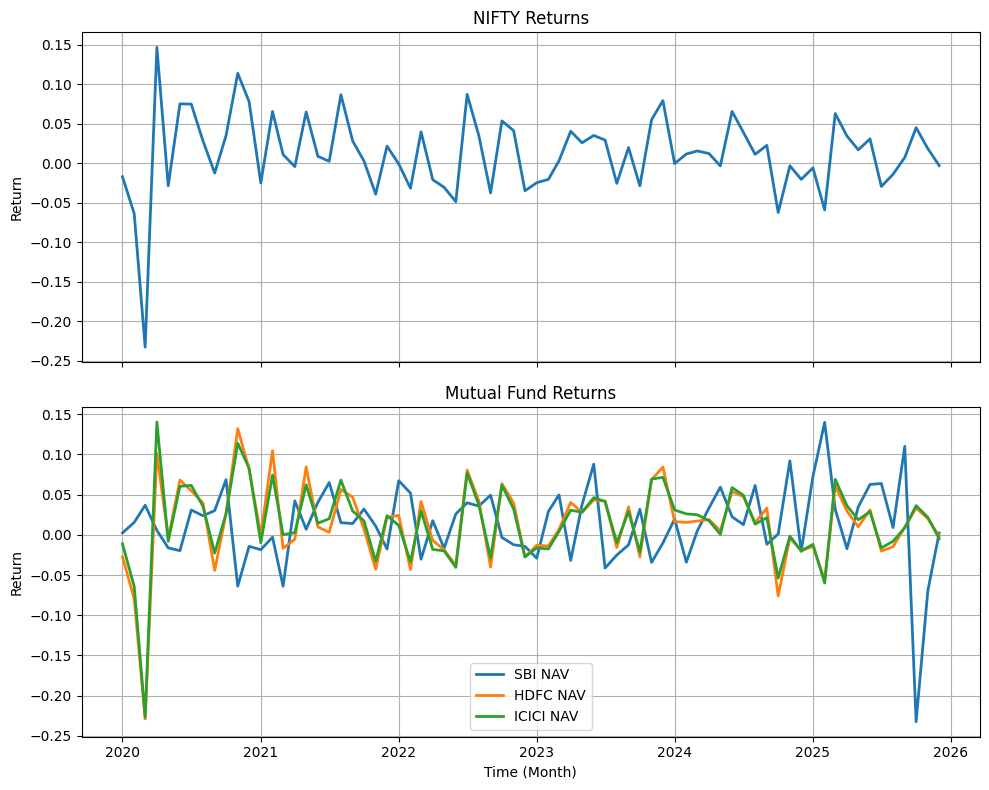 NIFTY Returns
0.15
0.10
0.05
0.00
−0.05
−0.10
−0.15
−0.20
−0.25
Return
Mutual Fund Returns
0.15
0.10
0.05
0.00
−0.05
−0.10
−0.15
−0.20
−0.25
Return
SBI NAV
HDFC NAV
ICICI NAV
2020 2021 2022 2023 2024 2025 2026
Time (Month)